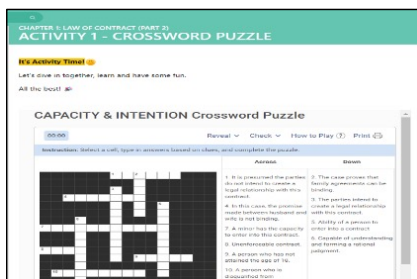 CHAPTER 1: LAW OF CONTRACT (PART 2)
ACTIVITY 1 - CROSSWORD PUZZLE
It's Activity Time!
Let's dive in together, learn and have some fun.
All the best!
CAPACITY & INTENTION Crossword Puzzle
00:00
Reveal
Check
How to Play (?)
Print
Instruction: Select a cell, type in answers based on clues, and complete the puzzle.
Across
1. It is presumed the parties
do not intend to create a
legal relationship with this
contract.
4. In this case, the promise
made between husband and
wife is not binding.
7. A minor has the capacity
to enter into this contract.
8. Unenforceable contract.
9. A person who has not
attained the age of 18.
10. A person who is
disqualified from
Down
2. The case proves that
family agreements can be
binding.
3. The parties intend to
create a legal relationship
with this contract.
5. Ability of a person to
enter into a contract
6. Capable of understanding
and forming a rational
judgment.